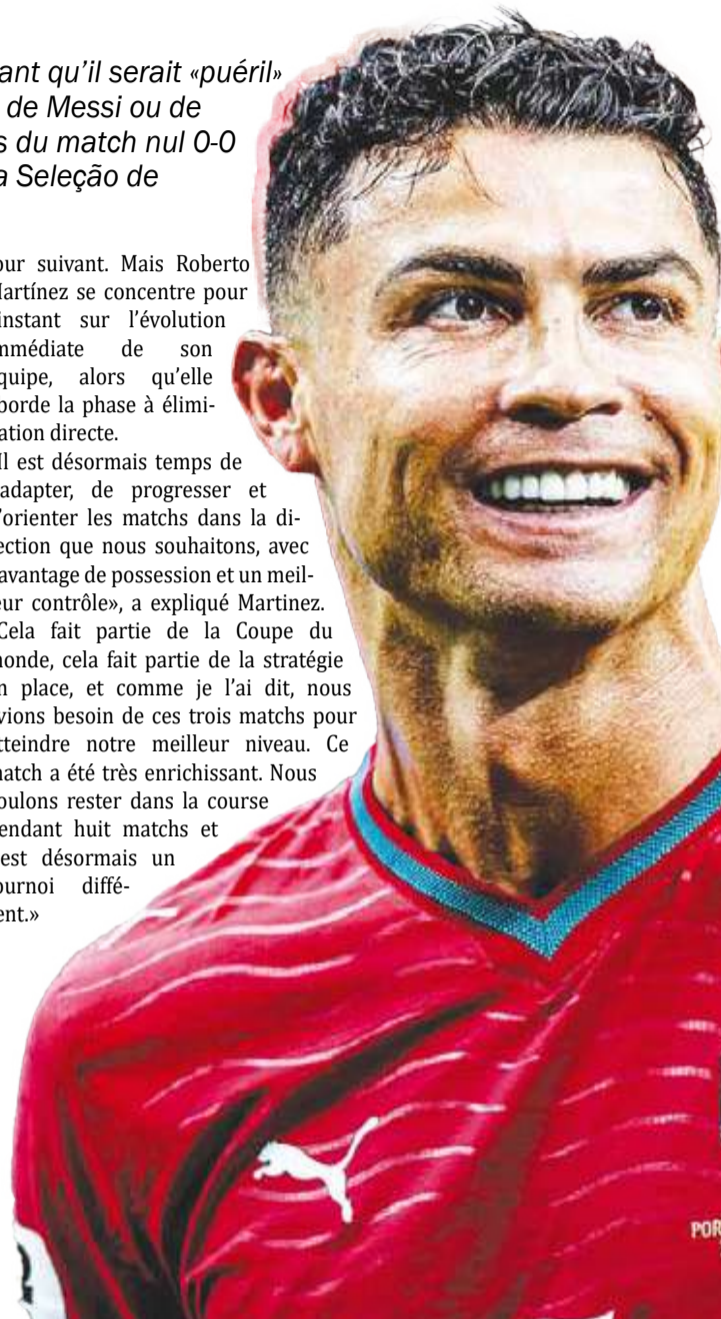 ant qu'il serait «puéril»
de Messi ou de
s du match nul 0-0
a Seleção de
our suivant. Mais Roberto
Martínez se concentre pour
instant sur l'évolution
mmédiate de son
quipe, alors qu'elle
borde la phase à élimi-
ation directe.
Il est désormais temps de
adapter, de progresser et
'orienter les matchs dans la di-
ection que nous souhaitons, avec
avantage de possession et un meil-
eur contrôle», a expliqué Martinez.
Cela fait partie de la Coupe du
monde, cela fait partie de la stratégie
n place, et comme je l'ai dit, nous
vions besoin de ces trois matchs pour
tteindre notre meilleur niveau. Ce
match a été très enrichissant. Nous
oulons rester dans la course
endant huit matchs et
est désormais un
ournoi diffé-
ent.»
POR